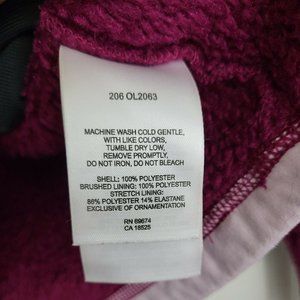 206 OL2063
MACHINE WASH COLD GENTLE,
WITH LIKE COLORS,
TUMBLE DRY LOW,
REMOVE PROMPTLY,
DO NOT IRON, DO NOT BLEACH
SHELL: 100% POLYESTER
BRUSHED LINING: 100% POLYESTER
STRETCH LINING:
86% POLYESTER 14% ELASTANE
EXCLUSIVE OF ORNAMENTATION
RN 69674
CA 18525